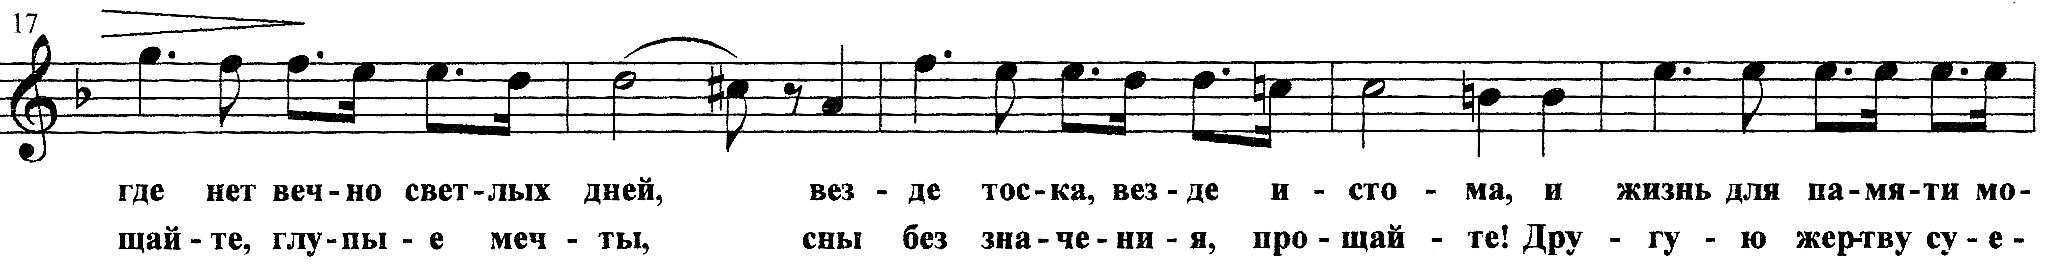 17
где нет веч-но свет-лых дней, вез - де тос-ка, вез-де и - сто - ма, и жизнь для па-мя-ти мо-
щай-те, глу-пы - е меч - ты, сны без зна-че-ни-я, про-щай - те! Дру - гу - ю жер-тву су-е-